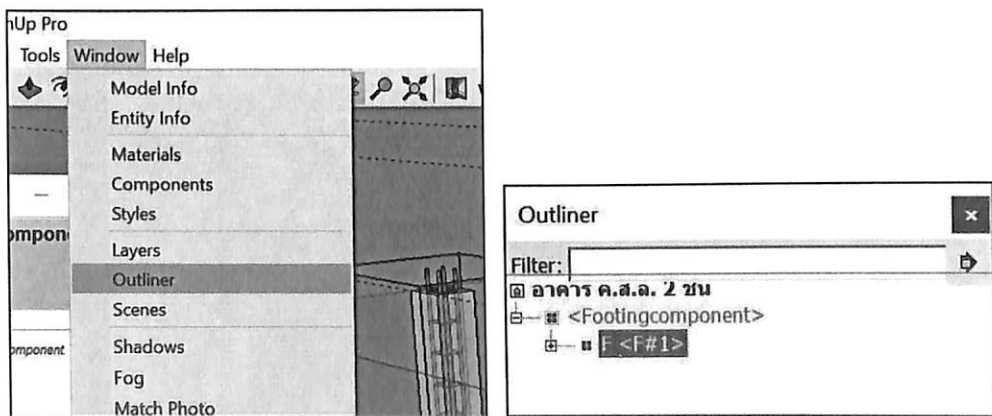 nUp Pro
Tools Window Help
Model Info
Entity Info
Materials
Components
Styles
Layers
Outliner
Scenes
Shadows
Fog
Match Photo
ompon
omponent
Outliner
Filter:
อาคาร ค.ส.ล. 2 ชน
<Footingcomponent>
F <F#1>